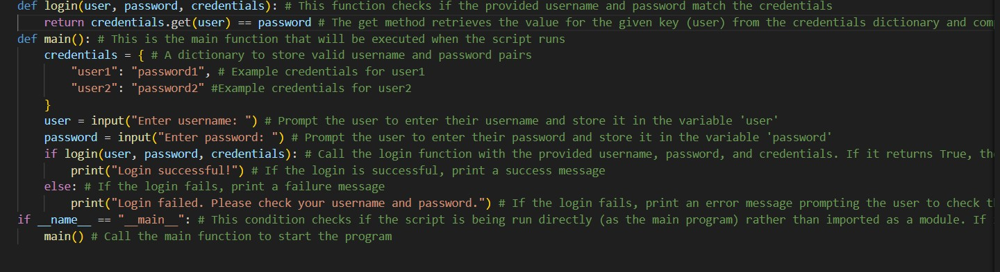 def login(user, password, credentials): # This function checks if the provided username and password match the credentials
    return credentials.get(user) == password # The get method retrieves the value for the given key (user) from the credentials dictionary and com
def main(): # This is the main function that will be executed when the script runs
    credentials = { # A dictionary to store valid username and password pairs
        "user1": "password1", # Example credentials for user1
        "user2": "password2" #Example credentials for user2
    }
    user = input("Enter username: ") # Prompt the user to enter their username and store it in the variable 'user'
    password = input("Enter password: ") # Prompt the user to enter their password and store it in the variable 'password'
    if login(user, password, credentials): # Call the login function with the provided username, password, and credentials. If it returns True, th
        print("Login successful!") # If the login is successful, print a success message
    else: # If the login fails, print a failure message
        print("Login failed. Please check your username and password.") # If the login fails, print an error message prompting the user to check t
if __name__ == "__main__": # This condition checks if the script is being run directly (as the main program) rather than imported as a module. If
    main() # Call the main function to start the program